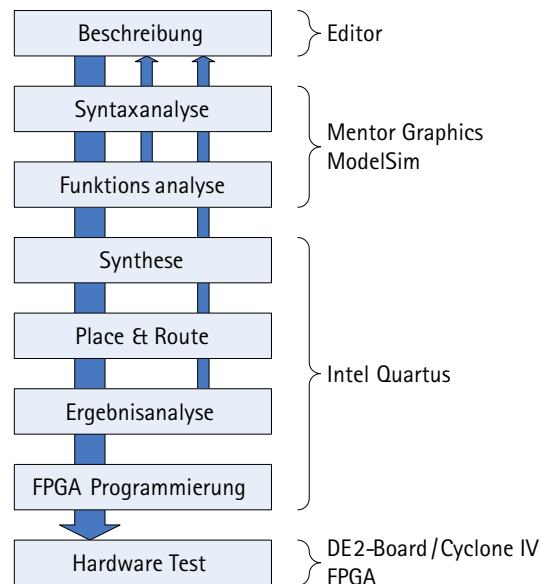 Beschreibung
Editor
Syntaxanalyse
Mentor Graphics
ModelSim
Funktions analyse
Synthese
Place & Route
Intel Quartus
Ergebnisanalyse
FPGA Programmierung
Hardware Test
DE2-Board/Cyclone IV
FPGA